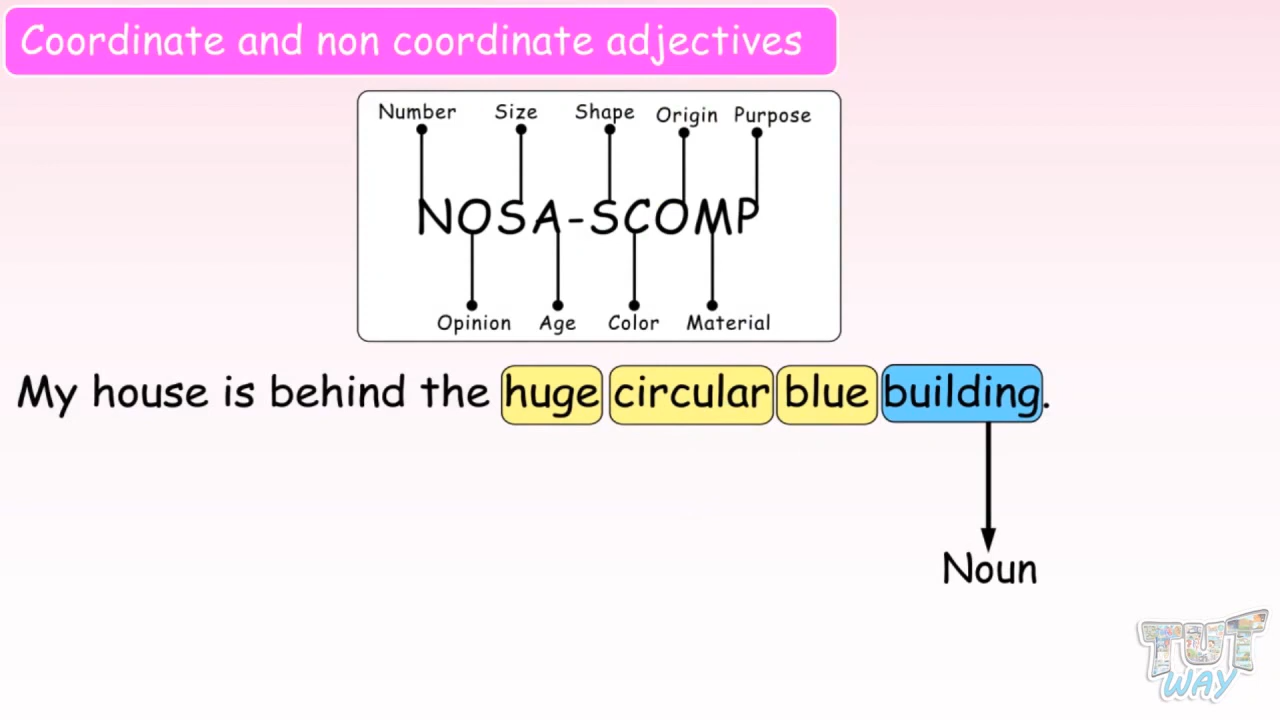 Coordinate and non coordinate adjectives
Number Size Shape Origin Purpose
NOSA-SCOMP
Opinion Age Color Material
My house is behind the huge circular blue building.
Noun
TUT
WAY